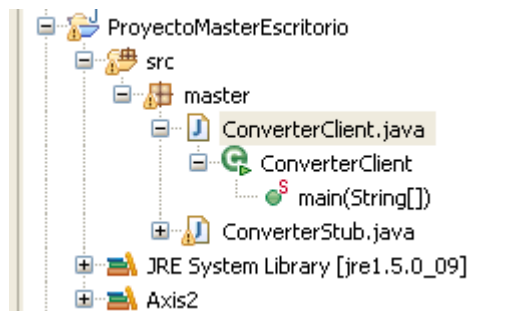 ProyectoMasterEscritorio
src
master
ConverterClient.java
ConverterClient
main(String[])
ConverterStub.java
JRE System Library [jre1.5.0_09]
Axis2